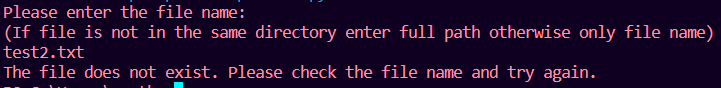 Please enter the file name:
(If file is not in the same directory enter full path otherwise only file name)
test2.txt
The file does not exist. Please check the file name and try again.